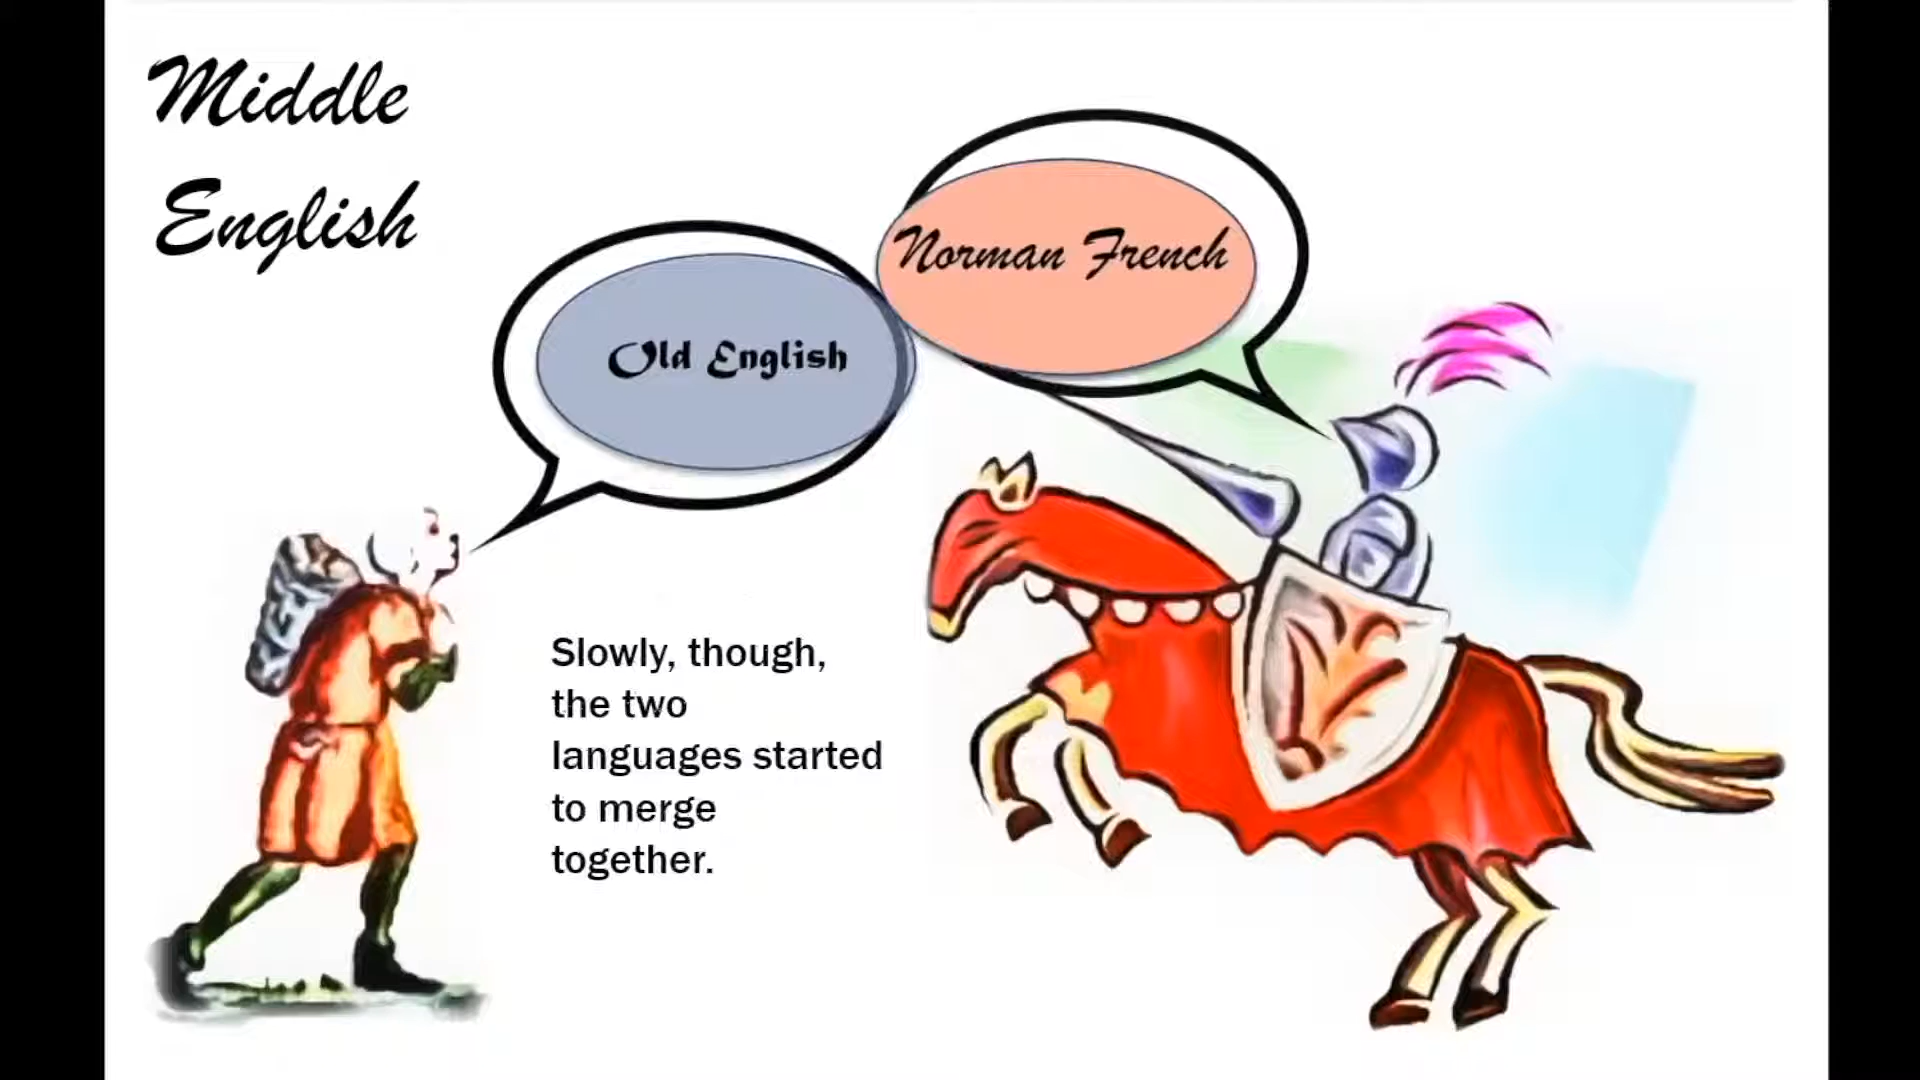 Middle
English
Norman French
Old English
Slowly, though,
the two
languages started
to merge
together.